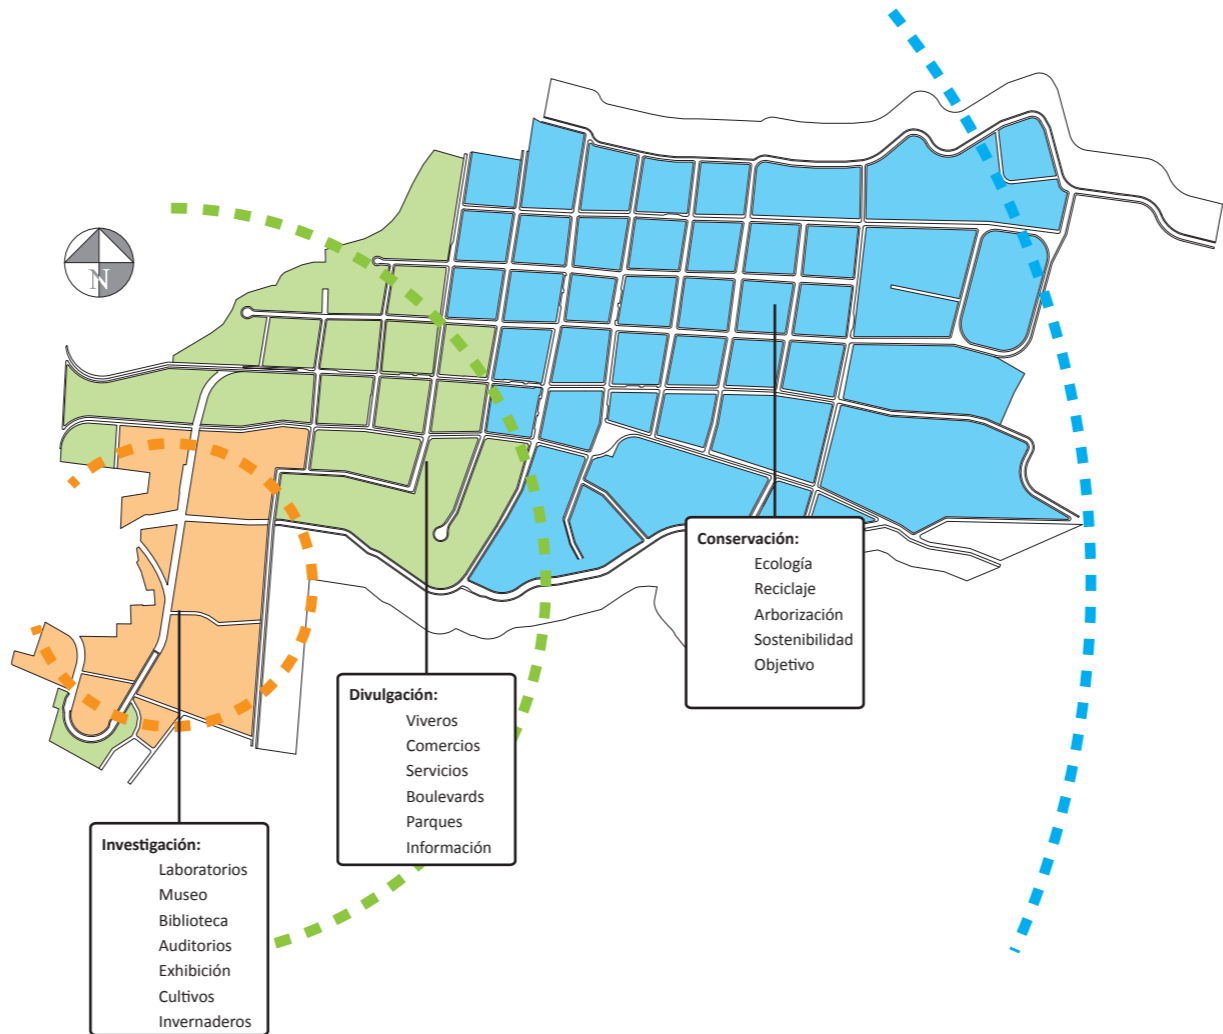 N
Conservación:
Ecología
Reciclaje
Arborización
Sostenibilidad
Objetivo
Divulgación:
Viveros
Comercios
Servicios
Boulevards
Parques
Información
Investigación:
Laboratorios
Museo
Biblioteca
Auditorios
Exhibición
Cultivos
Invernaderos